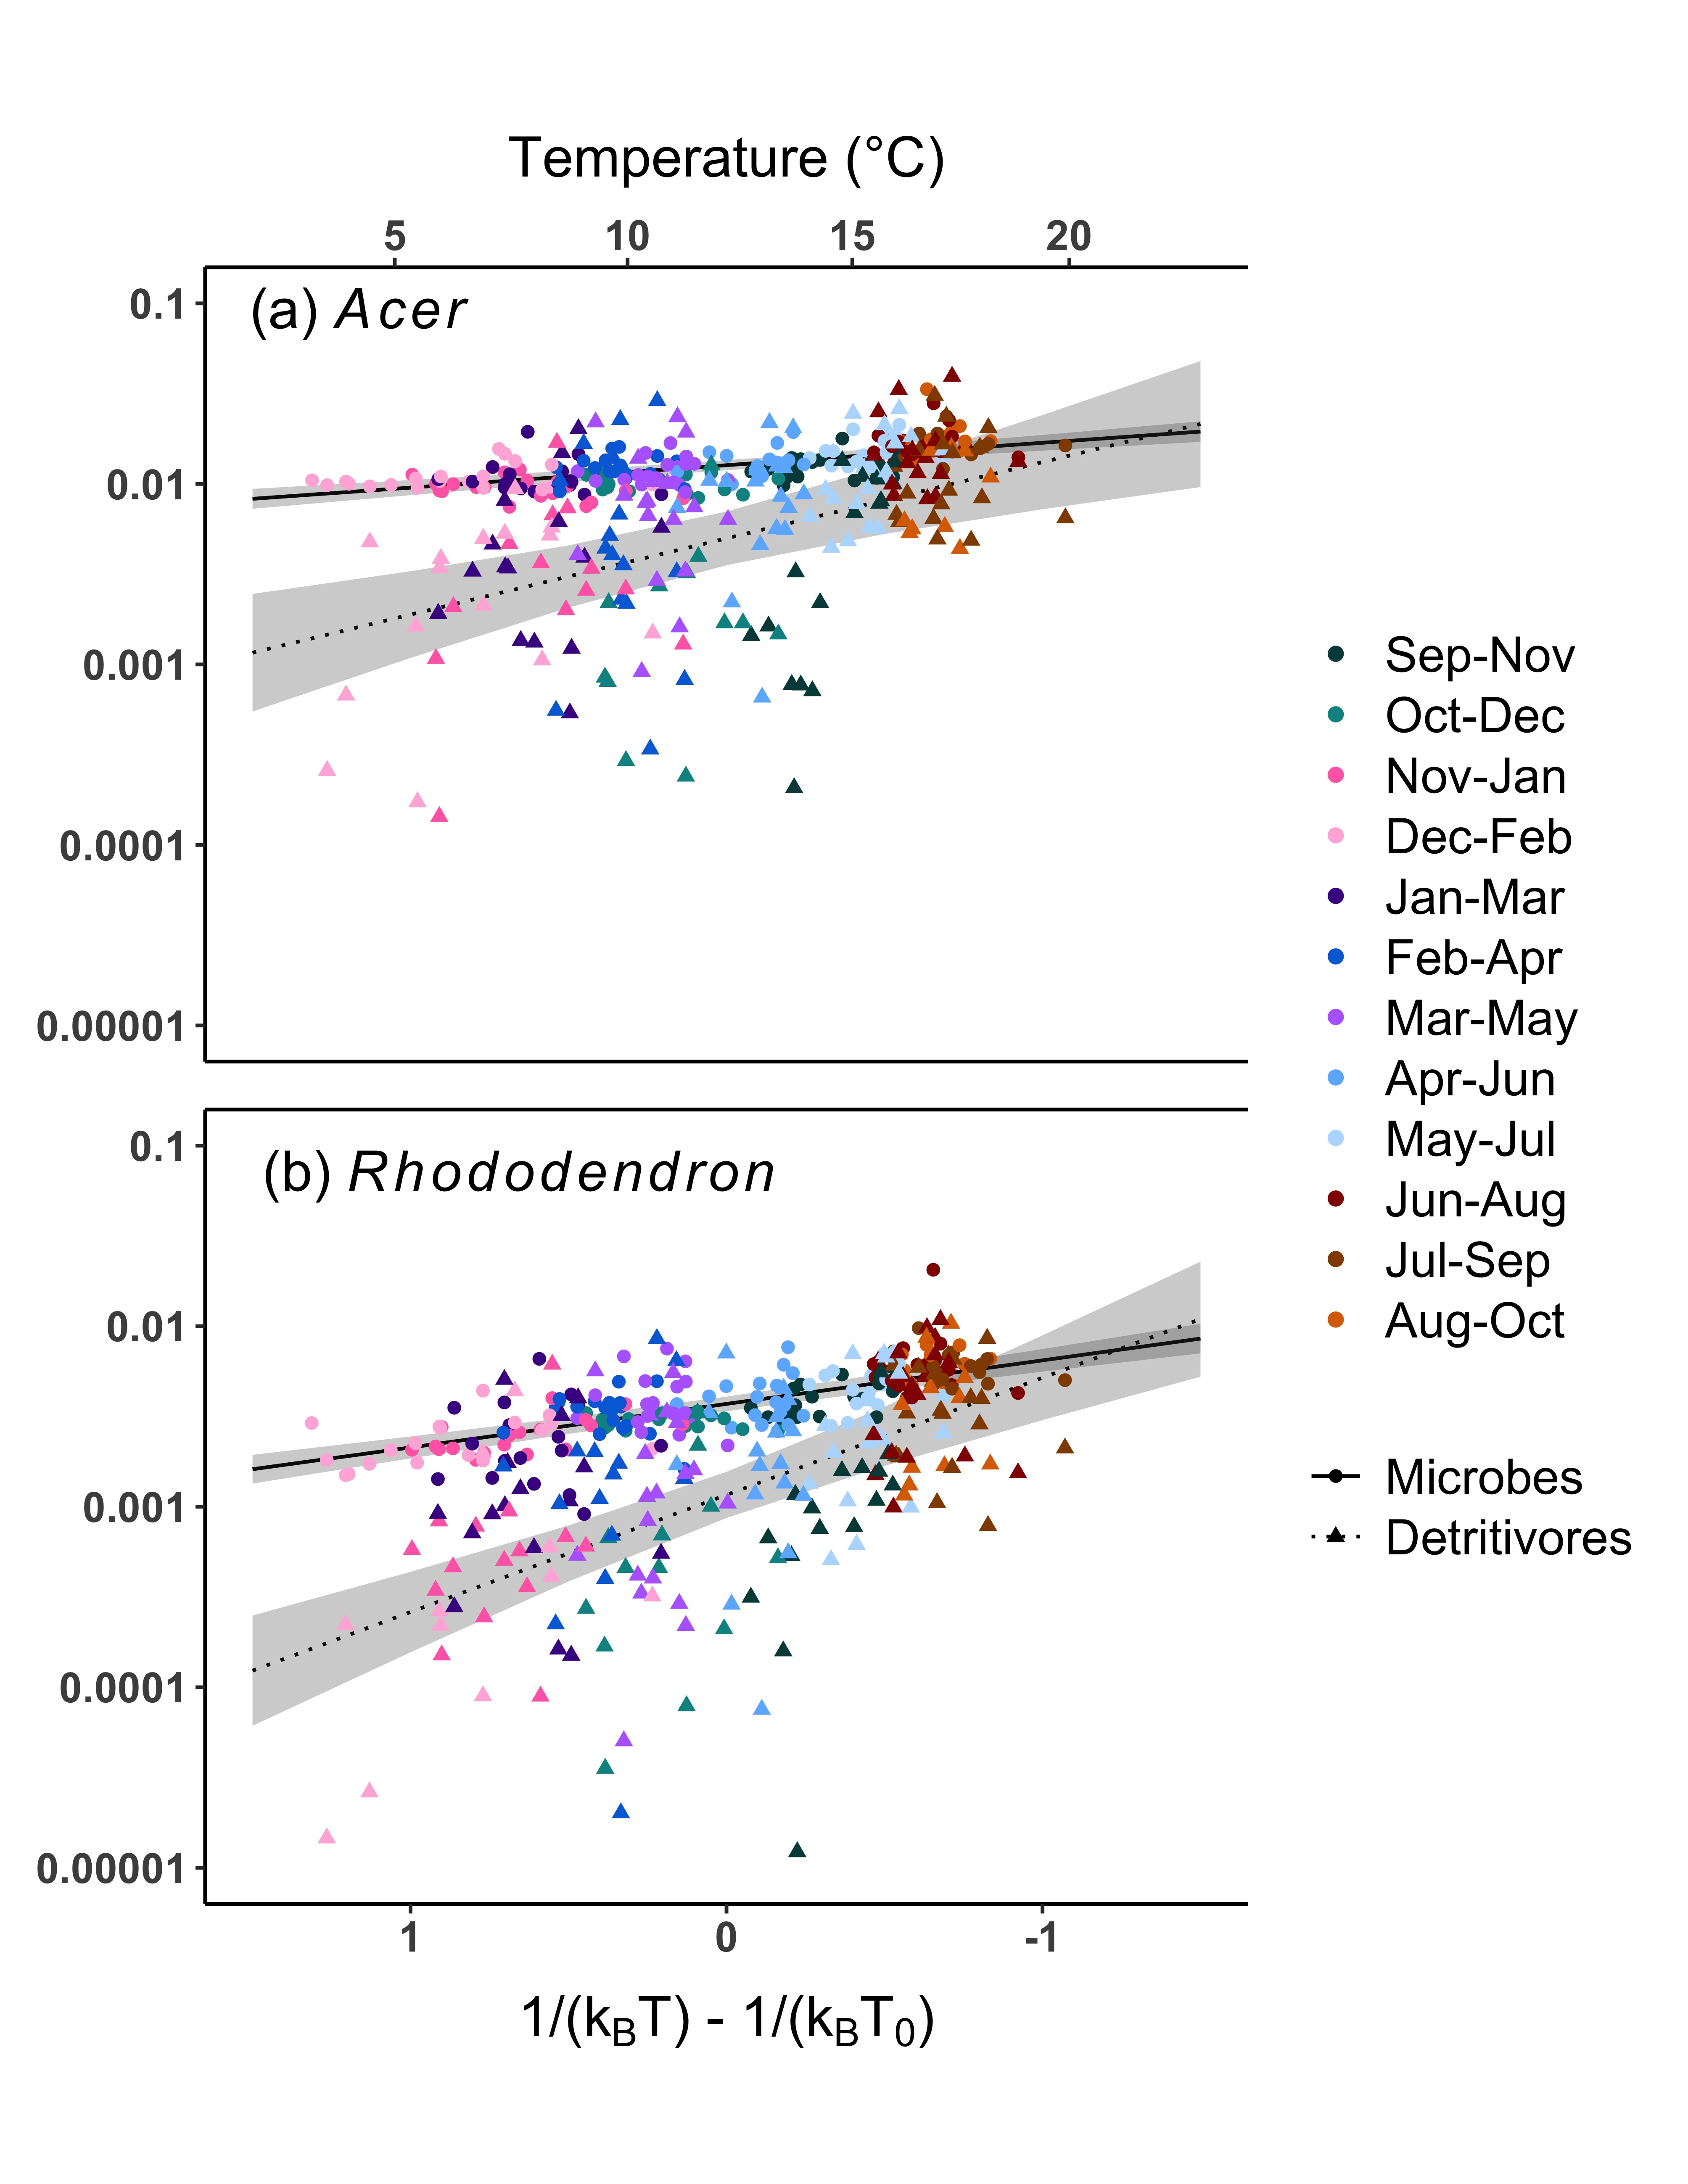 Temperature (°C)
5 10 15 20
(a) Acer
0.1
0.01
0.001
0.0001
0.00001
(b) Rhododendron
0.1
0.01
0.001
0.0001
0.00001
1 0 -1
1/(k_BT) - 1/(k_BT_0)
Sep-Nov
Oct-Dec
Nov-Jan
Dec-Feb
Jan-Mar
Feb-Apr
Mar-May
Apr-Jun
May-Jul
Jun-Aug
Jul-Sep
Aug-Oct
Microbes
Detritivores